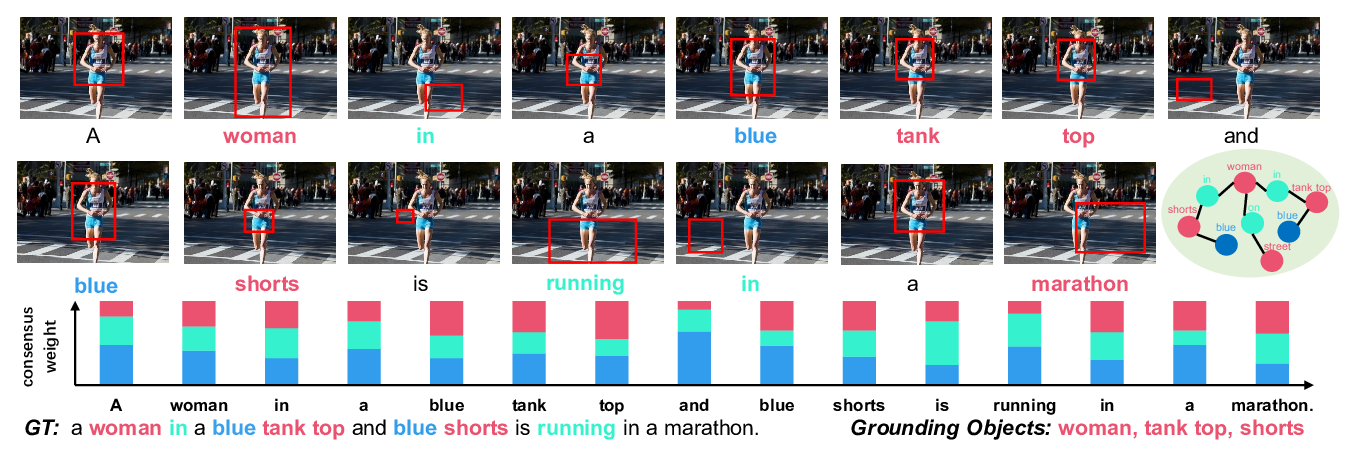 A woman in a blue tank top and
woman
in in tank top
shorts on blue
blue street
blue shorts is running in a marathon
consensus weight
A woman in a blue tank top and blue shorts is running in a marathon.
GT: a woman in a blue tank top and blue shorts is running in a marathon.
Grounding Objects: woman, tank top, shorts